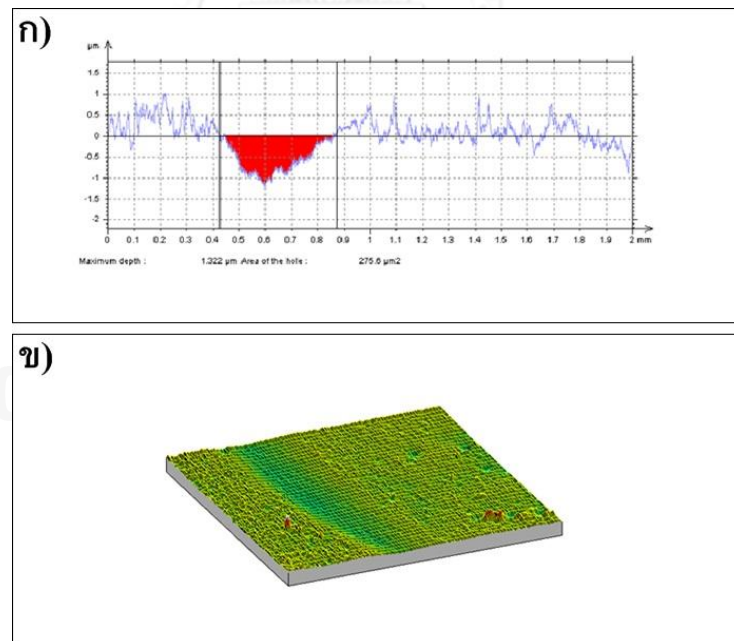 ก)
µm
1.5
1
0.5
0
-0.5
-1
-1.5
-2
0 0.1 0.2 0.3 0.4 0.5 0.6 0.7 0.8 0.9 1 1.1 1.2 1.3 1.4 1.5 1.6 1.7 1.8 1.9 2 mm
Maximum depth : 1.322 µm Area of the hole : 275.6 µm2
ข)